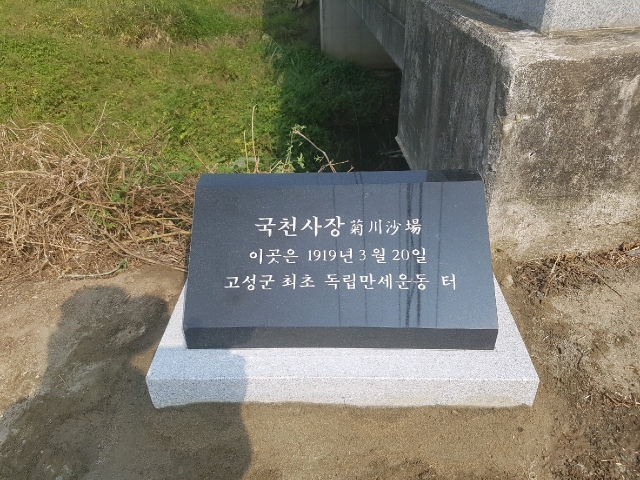 국천사장 菊川沙場
이곳은 1919년 3월 20일
고성군 최초 독립만세운동 터